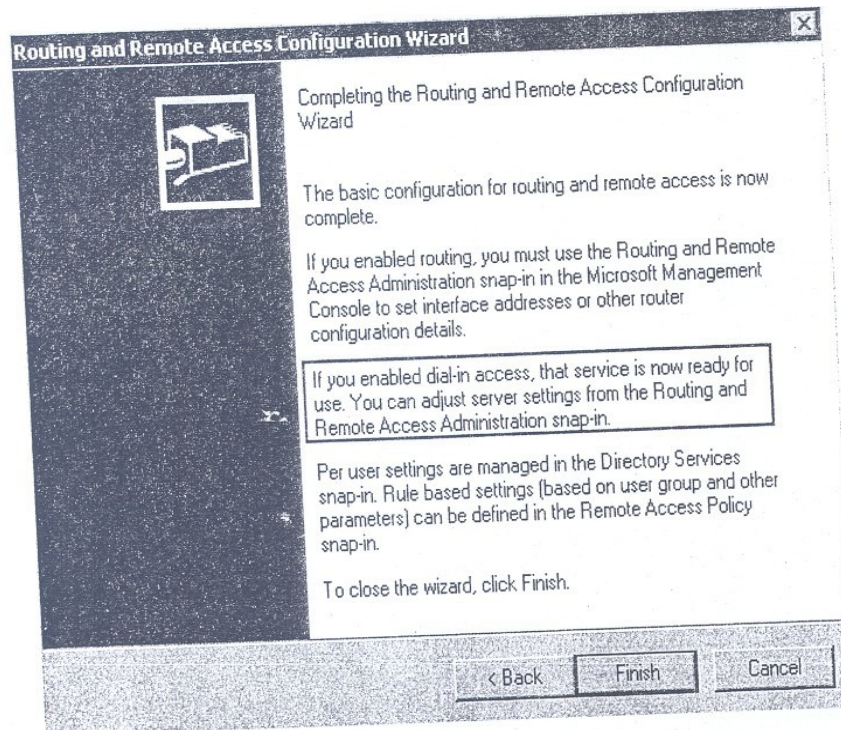 Routing and Remote Access Configuration Wizard
Completing the Routing and Remote Access Configuration
Wizard
The basic configuration for routing and remote access is now
complete.
If you enabled routing, you must use the Routing and Remote
Access Administration snap-in in the Microsoft Management
Console to set interface addresses or other router
configuration details.
If you enabled dial-in access, that service is now ready for
use. You can adjust server settings from the Routing and
Remote Access Administration snap-in.
Per user settings are managed in the Directory Services
snap-in. Rule based settings (based on user group and other
parameters) can be defined in the Remote Access Policy
snap-in.
To close the wizard, click Finish.
< Back Finish Cancel